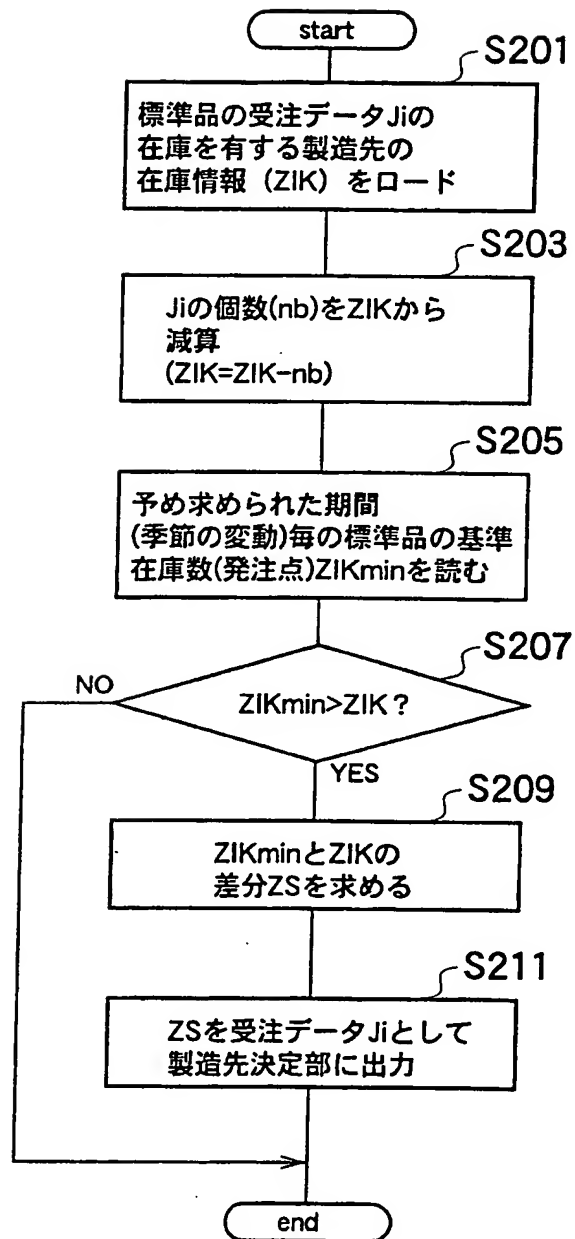 start
S201
標準品の受注データJiの
在庫を有する製造先の
在庫情報（ZIK）をロード
S203
Jiの個数(nb)をZIKから
減算
(ZIK=ZIK-nb)
S205
予め求められた期間
(季節の変動)毎の標準品の基準
在庫数(発注点)ZIKminを読む
S207
NO
ZIKmin>ZIK？
YES
S209
ZIKminとZIKの
差分ZSを求める
S211
ZSを受注データJiとして
製造先決定部に出力
end